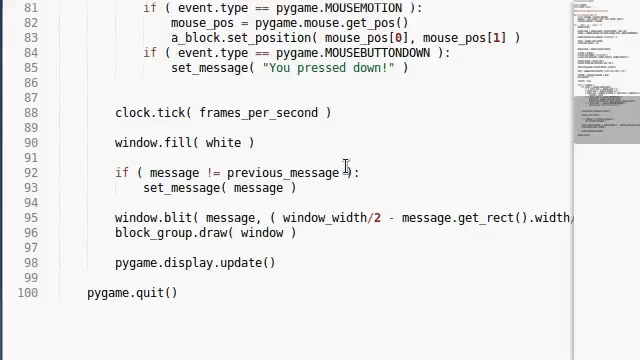 81 if ( event.type == pygame.MOUSEMOTION ):
82 mouse_pos = pygame.mouse.get_pos()
83 a_block.set_position( mouse_pos[0], mouse_pos[1] )
84 if ( event.type == pygame.MOUSEBUTTONDOWN ):
85 set_message( "You pressed down!" )
86
87
88 clock.tick( frames_per_second )
89
90 window.fill( white )
91
92 if ( message != previous_message ):
93 set_message( message )
94
95 window.blit( message, ( window_width/2 - message.get_rect().width/
96 block_group.draw( window )
97
98 pygame.display.update()
99
100 pygame.quit()